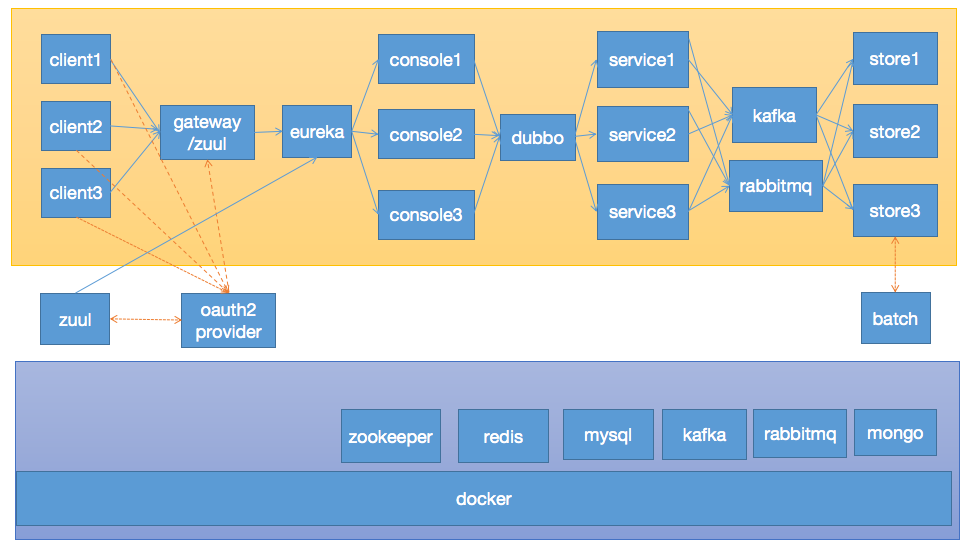 client1
client2
client3
gateway
/zuul
eureka
console1
console2
console3
dubbo
service1
service2
service3
kafka
rabbitmq
store1
store2
store3
zuul
oauth2
provider
batch
zookeeper
redis
mysql
kafka
rabbitmq
mongo
docker